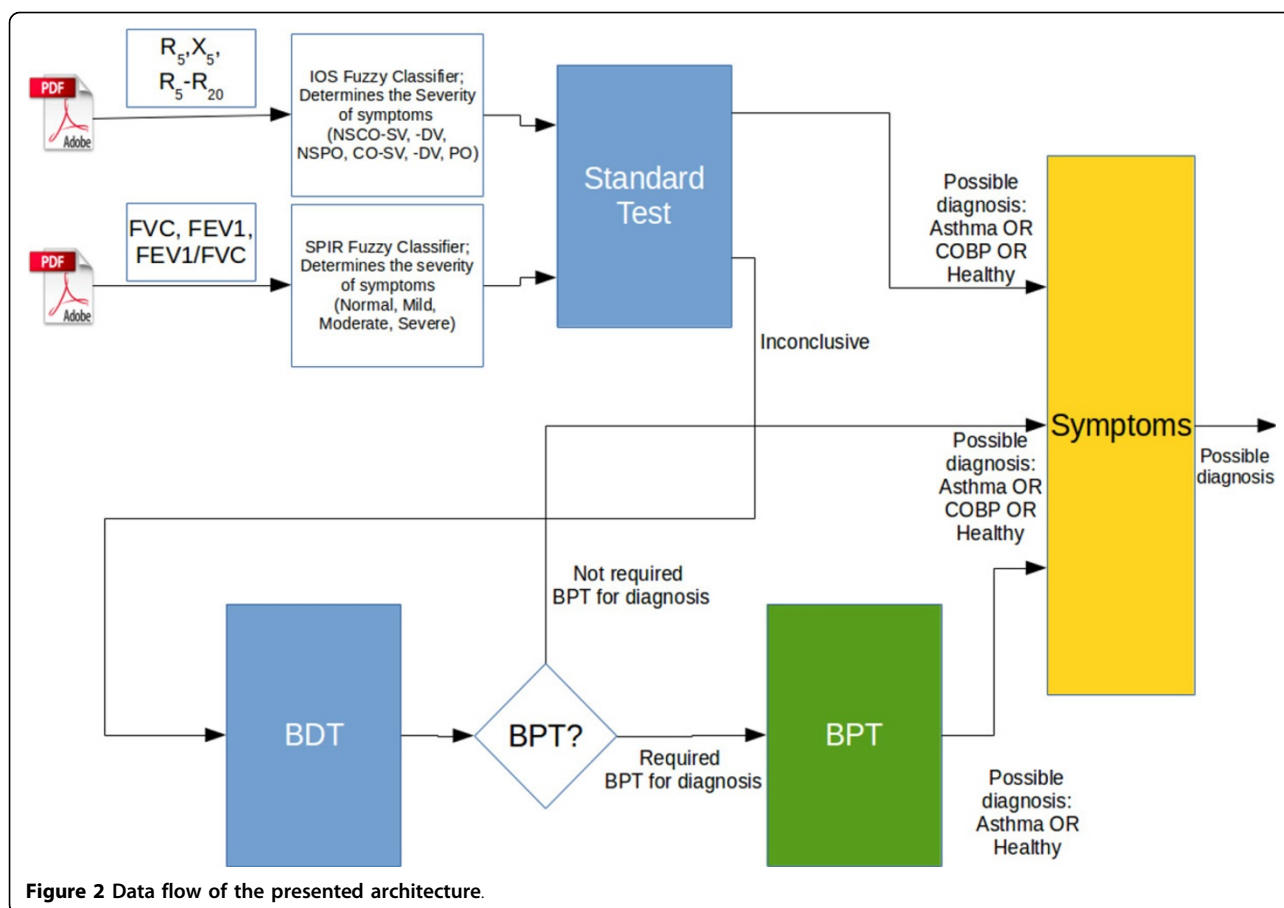 PDF
Adobe
R5,X5,
R5-R20
IOS Fuzzy Classifier;
Determines the Severity
of symptoms
(NSCO-SV, -DV,
NSPO, CO-SV, -DV, PO)
PDF
Adobe
FVC, FEV1,
FEV1/FVC
SPIR Fuzzy Classifier;
Determines the severity
of symptoms
(Normal, Mild,
Moderate, Severe)
Standard
Test
Possible
diagnosis:
Asthma OR
COBP OR
Healthy
Inconclusive
Symptoms
Possible
diagnosis
Possible
diagnosis:
Asthma OR
COBP OR
Healthy
Not required
BPT for diagnosis
BDT
BPT?
Required
BPT for diagnosis
BPT
Possible
diagnosis:
Asthma OR
Healthy
Figure 2 Data flow of the presented architecture.